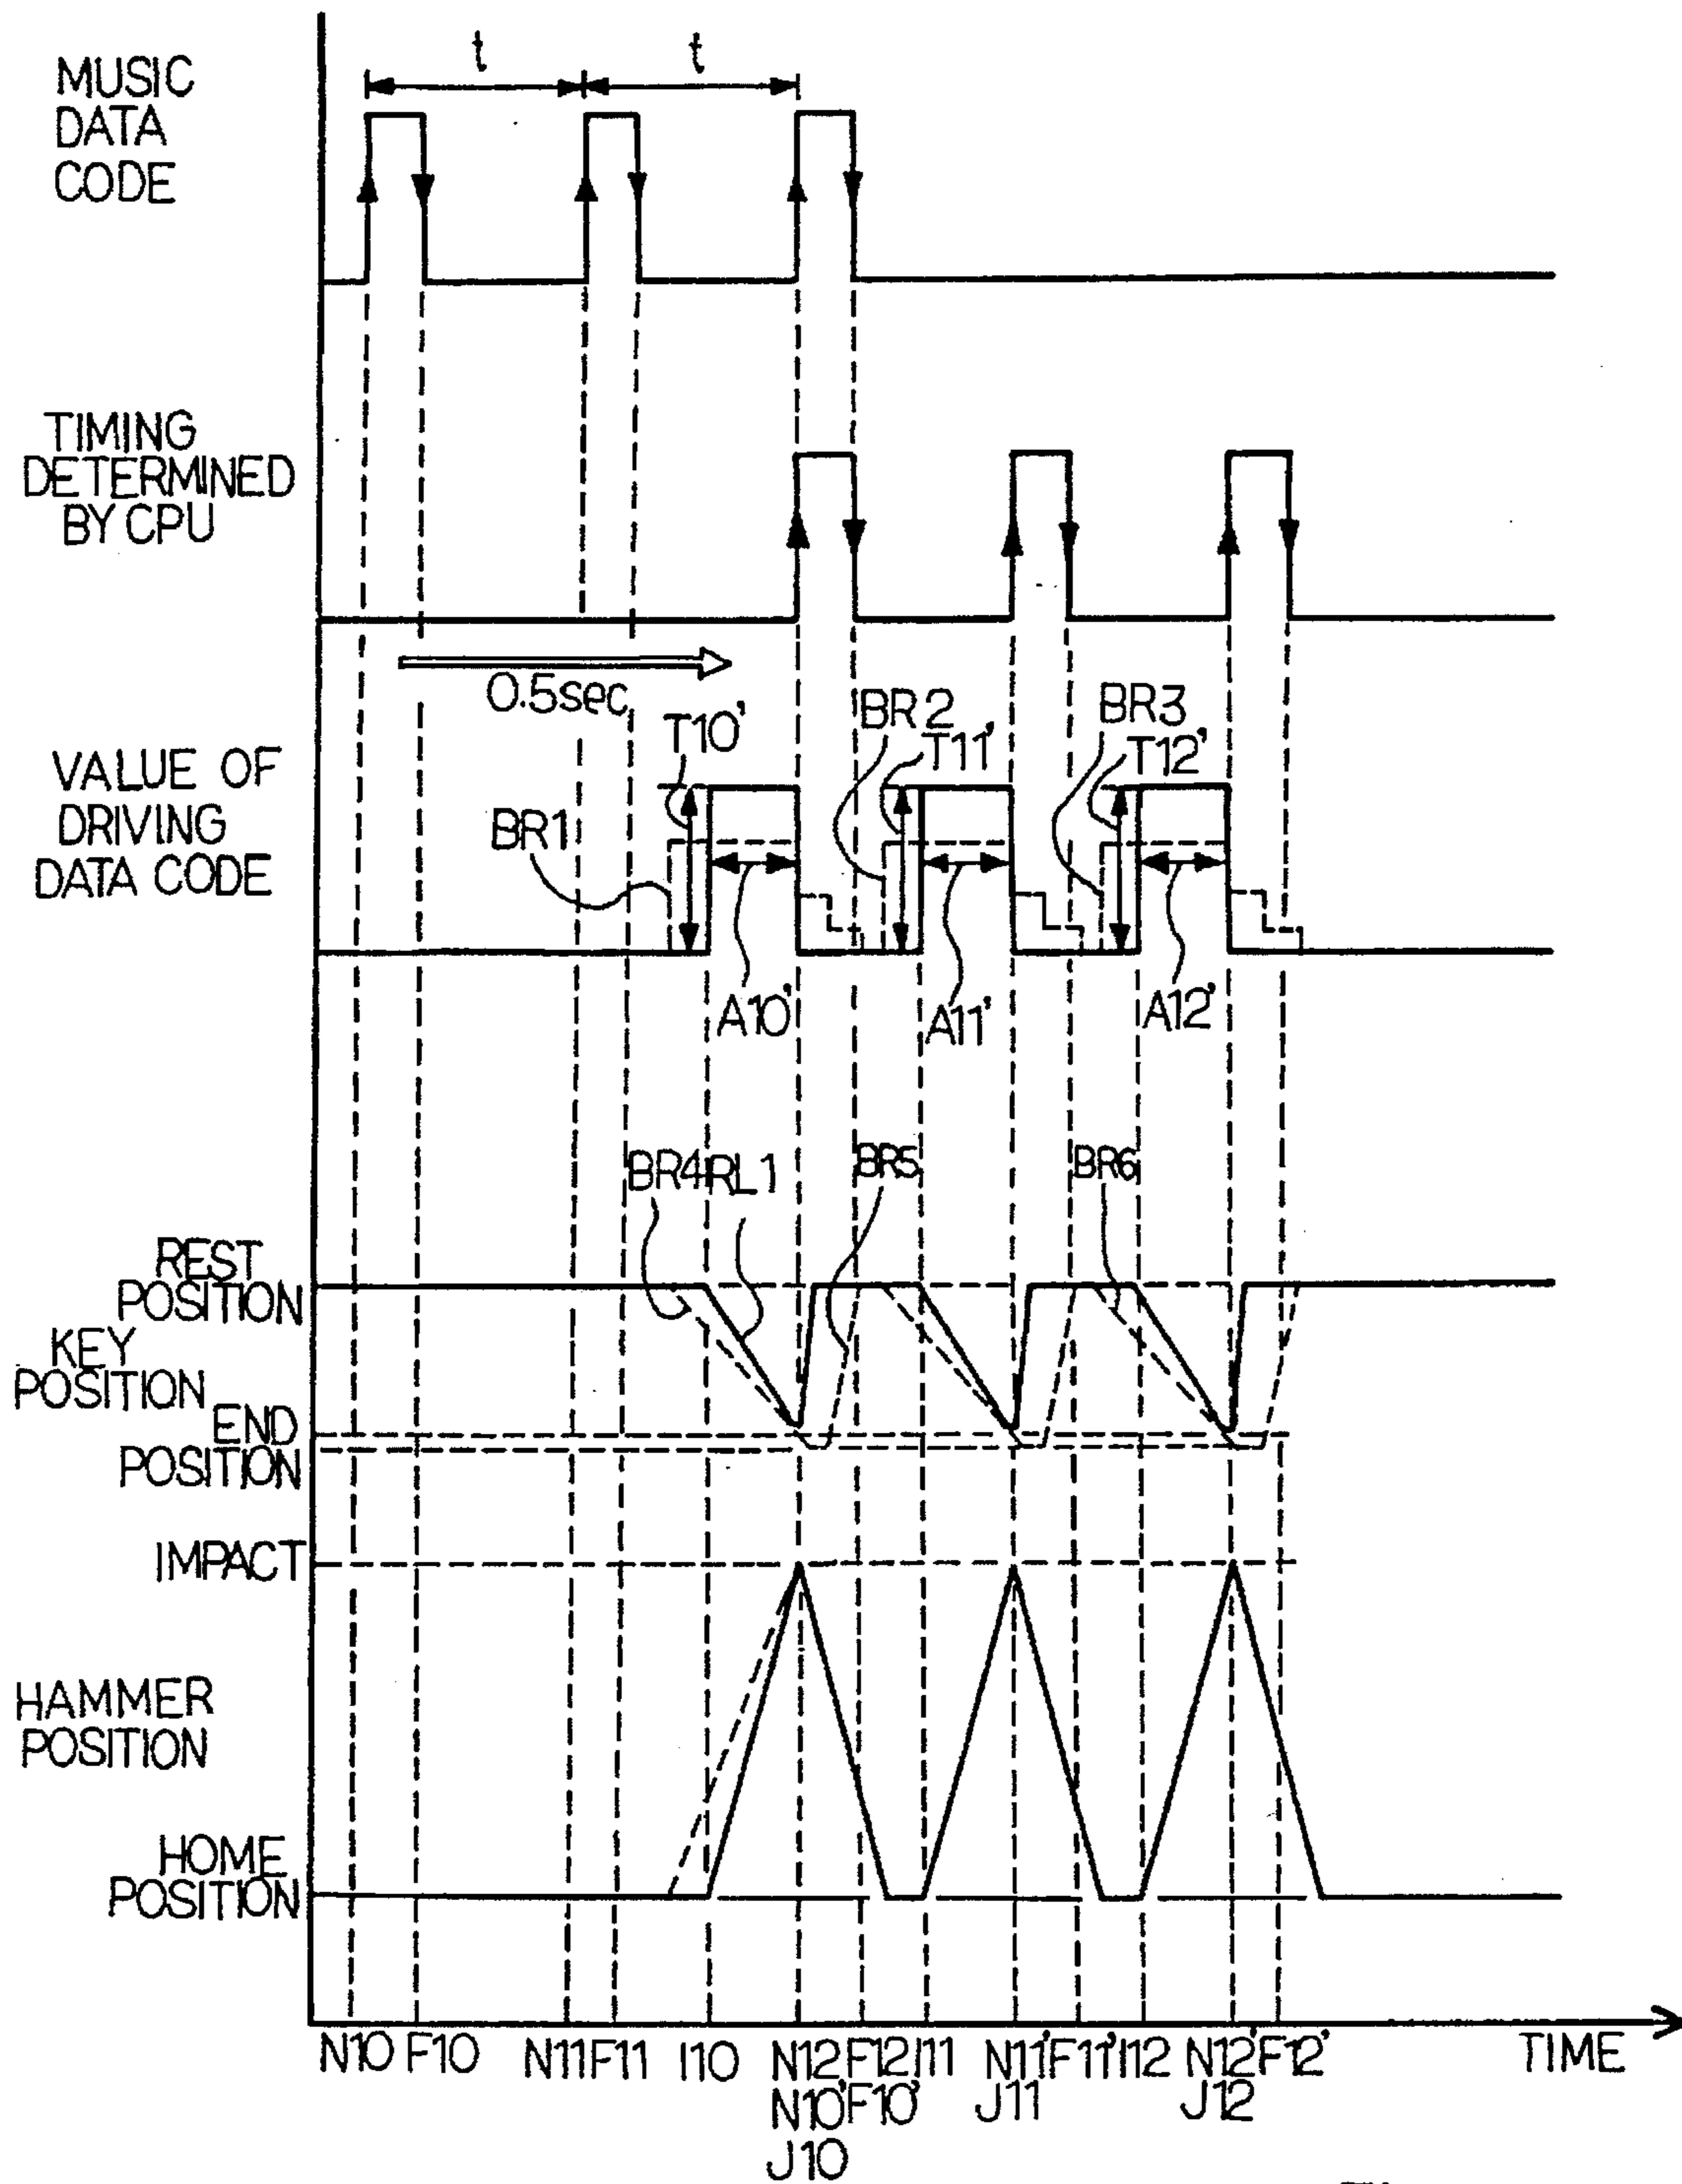 t t
MUSIC
DATA
CODE
TIMING
DETERMINED
BY CPU
0.5sec
T10'
BR2
T11'
BR3
T12'
VALUE OF
DRIVING
DATA CODE
BR1
A10'
A11'
A12'
BR4 RL1
BR5
BR6
REST
POSITION
KEY
POSITION
END
POSITION
IMPACT
HAMMER
POSITION
HOME
POSITION
N10 F10 N11 F11 I10 N12 F12 I11 N11' F11' I12 N12' F12' TIME
N10' F10' J11 J12
J10